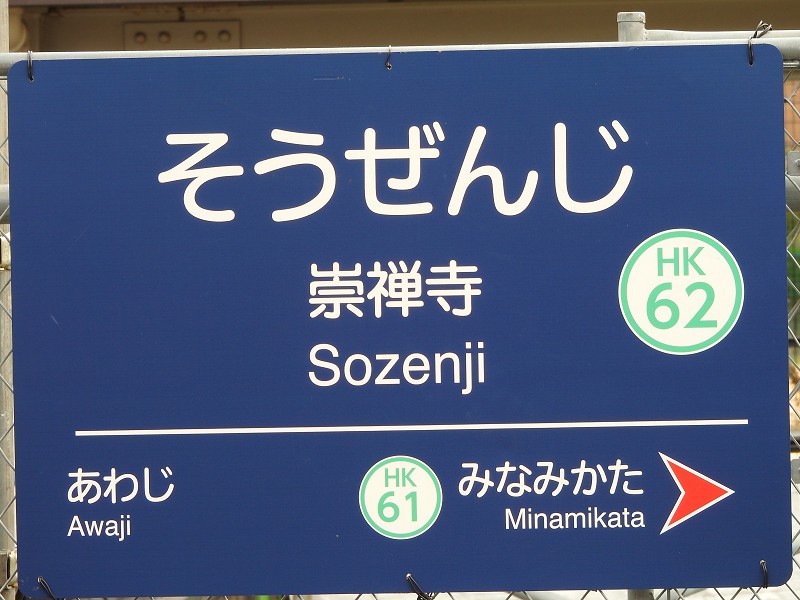 そうぜんじ
崇禅寺
HK
62
Sozenji
あわじ
Awaji
HK
61
みなみかた
Minamikata